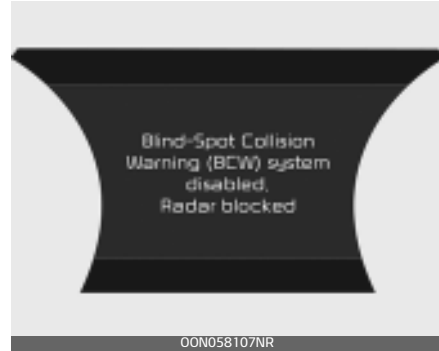 Blind-Spot Collision
Warning (BCW) system
disabled,
Radar blocked
OON058107NR